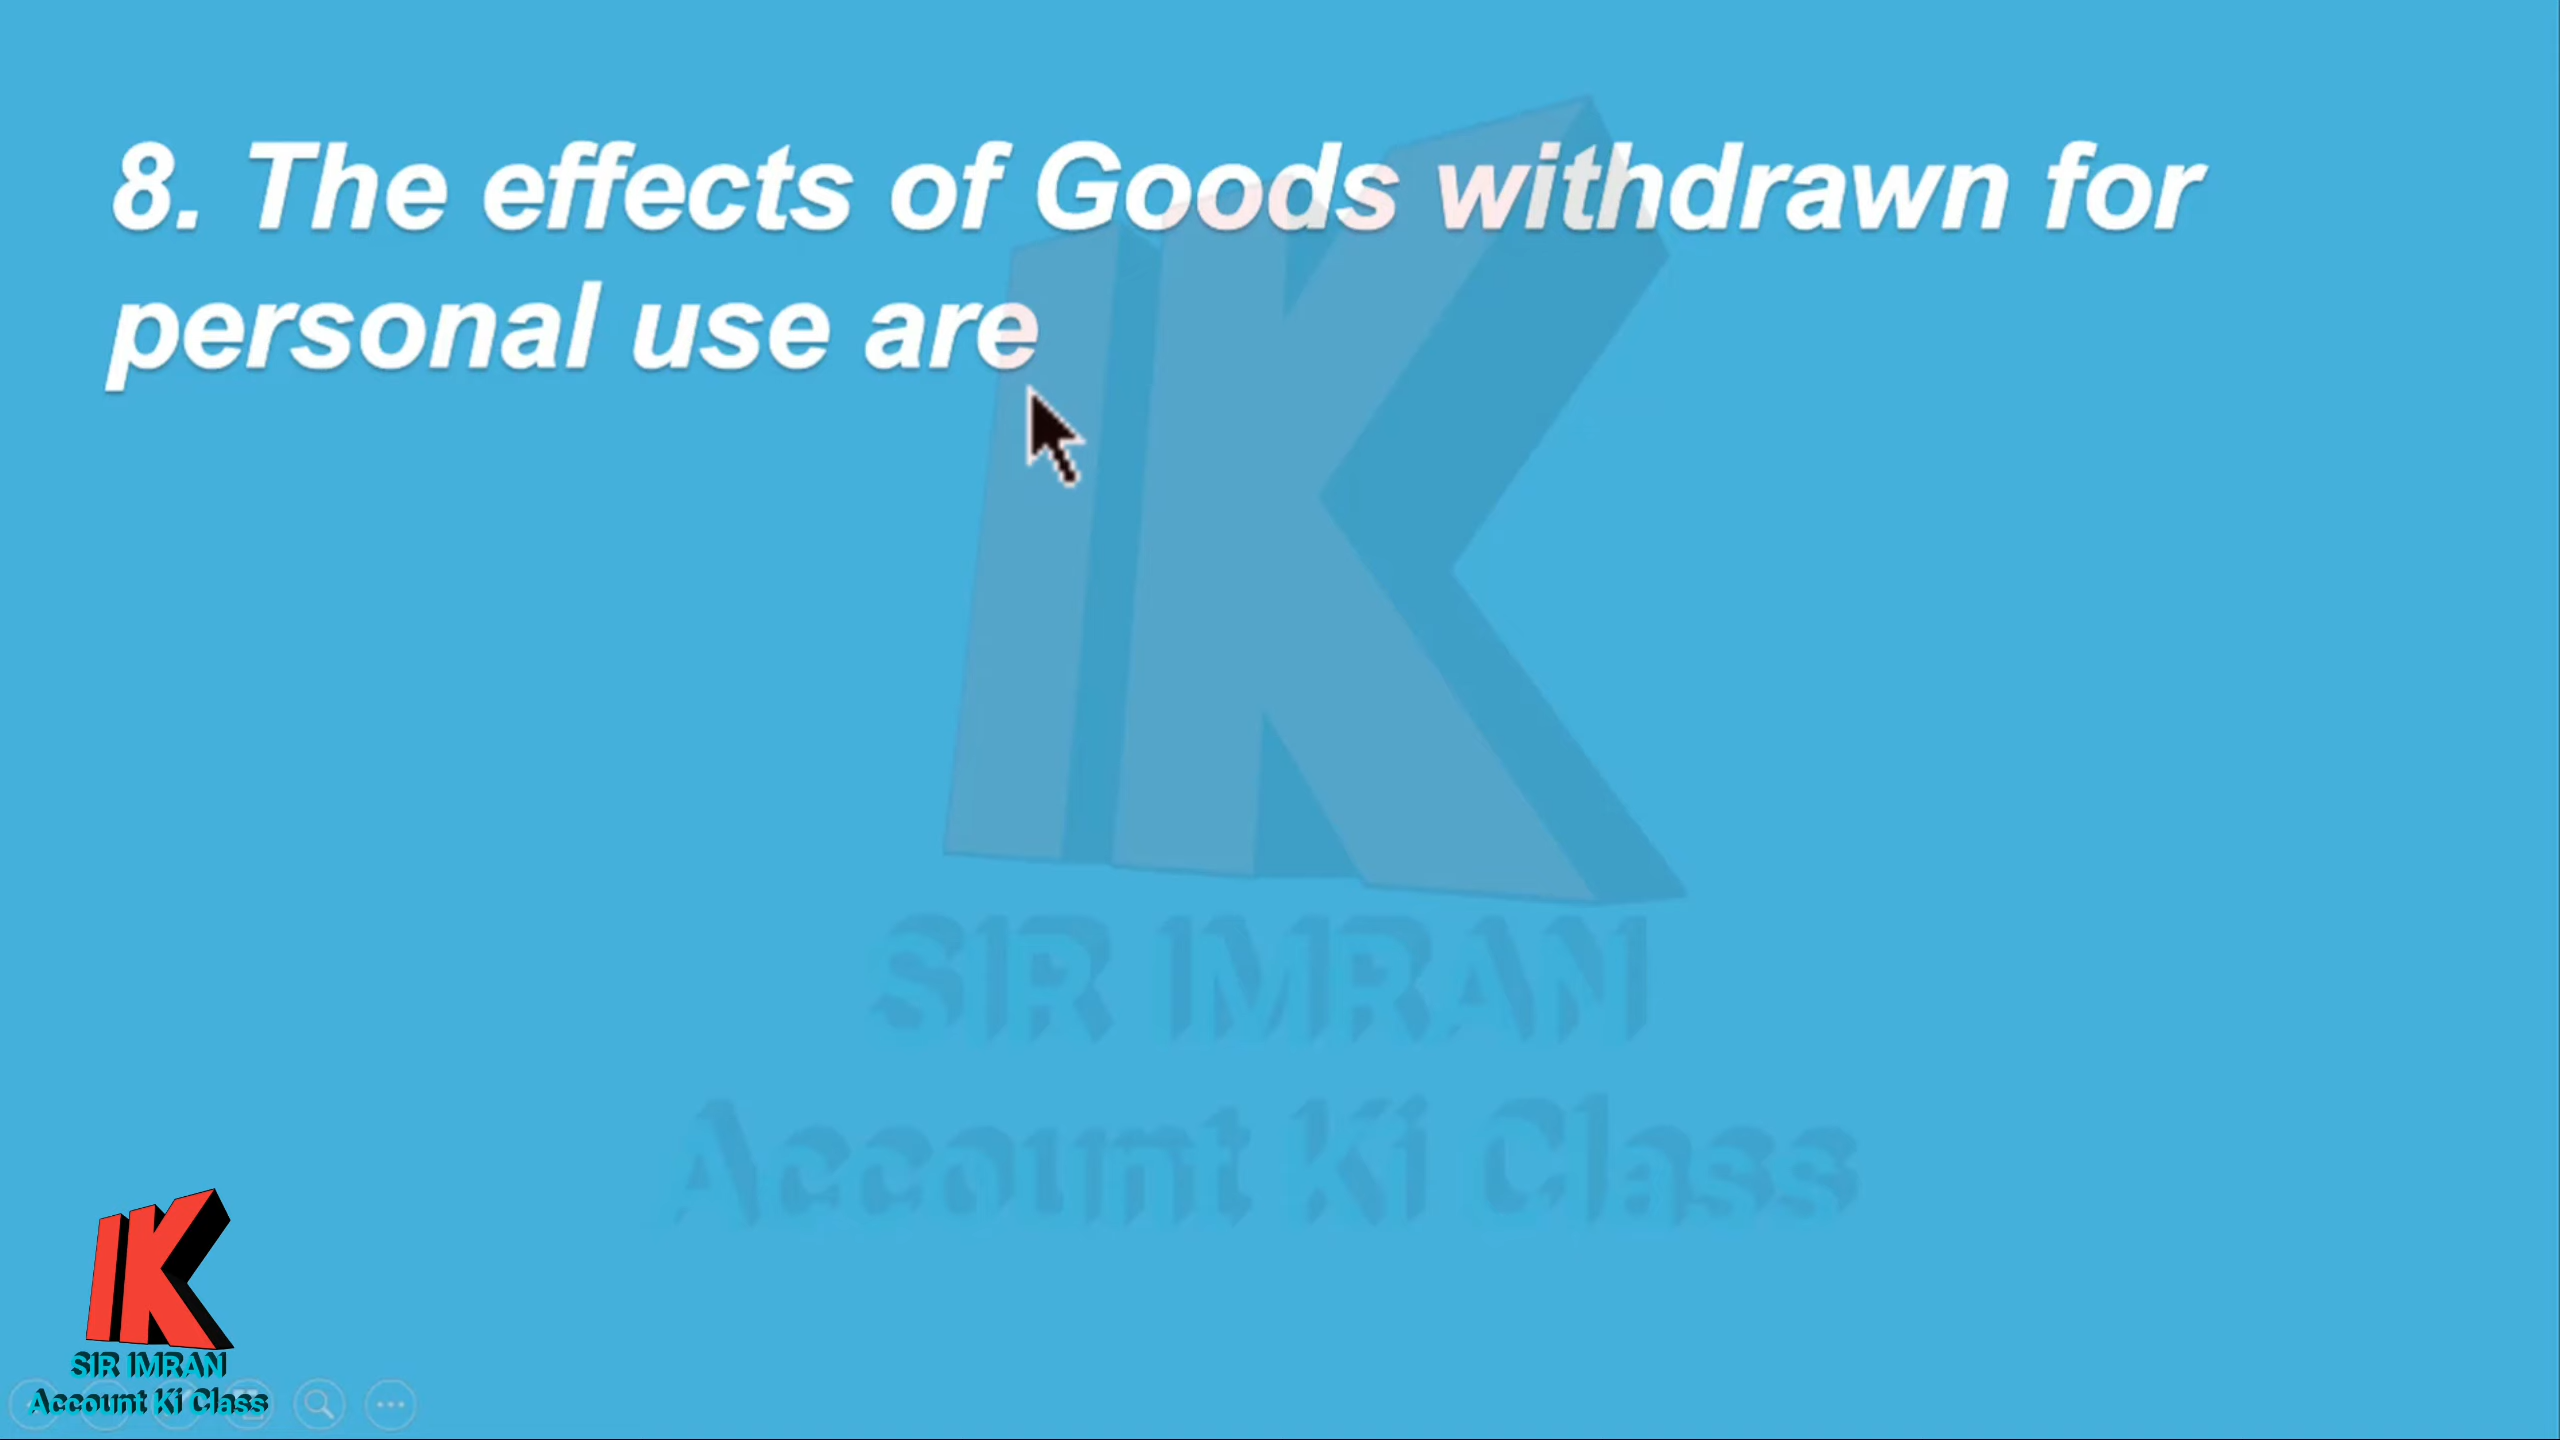 8. The effects of Goods withdrawn for
personal use are
SIR IMRAN
Account Ki Class
SIR IMRAN
Account Ki Class